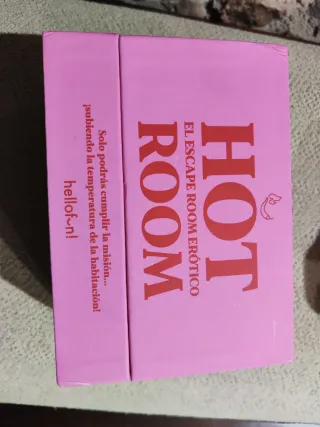 HOT
EL ESCAPE ROOM ERÓTICO
ROOM
Solo podrás cumplir la misión...
¡subiendo la temperatura de la habitación!
hellofun!